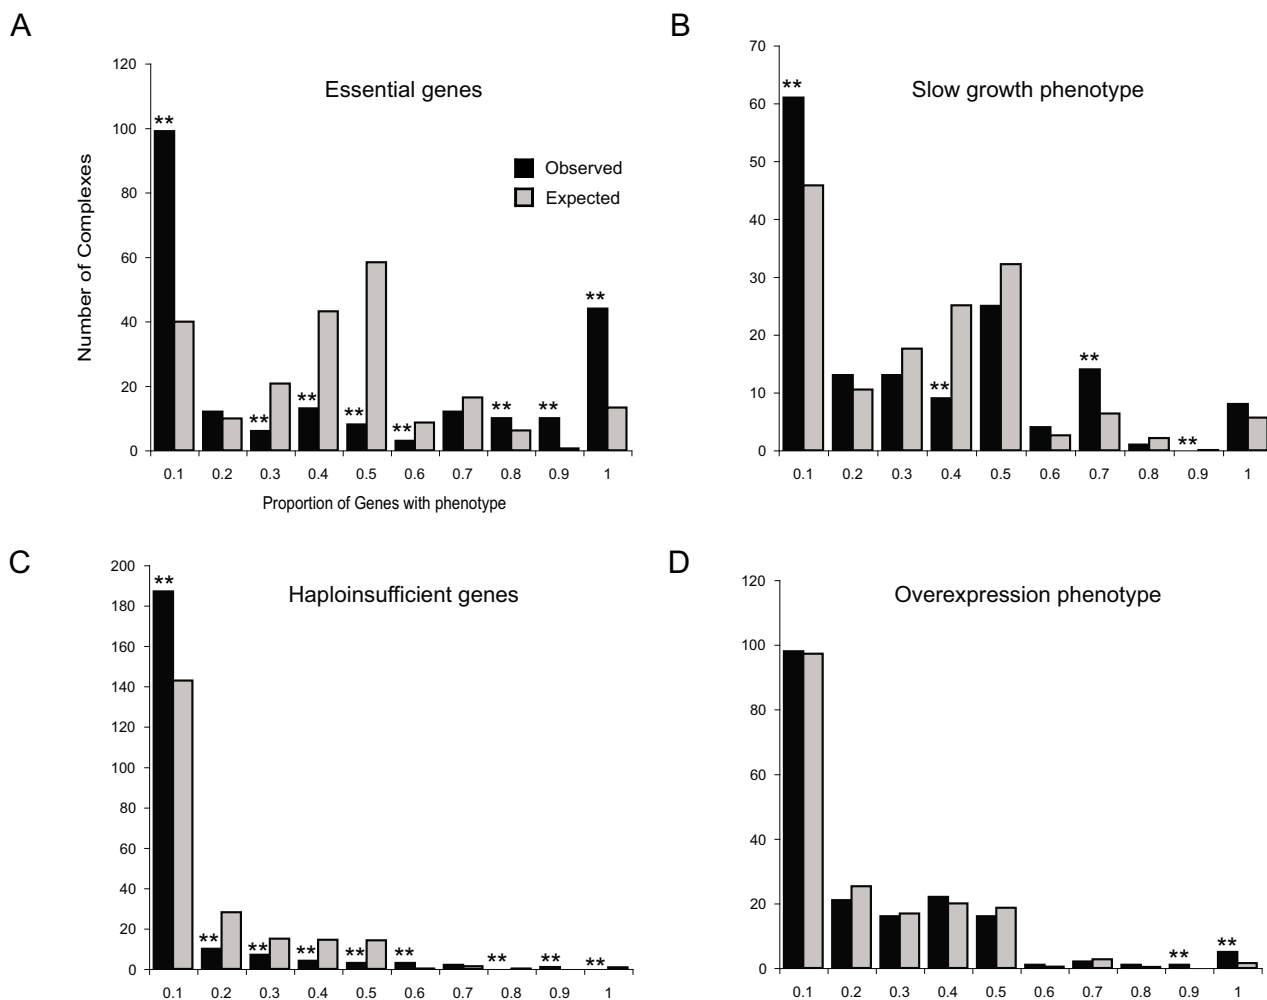 A
Essential genes
Observed
Expected
Number of Complexes
120
100
80
60
40
20
0
** ** ** ** ** ** ** **
0.1 0.2 0.3 0.4 0.5 0.6 0.7 0.8 0.9 1
Proportion of Genes with phenotype
B
Slow growth phenotype
70
60
50
40
30
20
10
0
** ** ** **
0.1 0.2 0.3 0.4 0.5 0.6 0.7 0.8 0.9 1
C
Haploinsufficient genes
200
180
160
140
120
100
80
60
40
20
0
** ** ** ** ** ** ** ** **
0.1 0.2 0.3 0.4 0.5 0.6 0.7 0.8 0.9 1
D
Overexpression phenotype
120
100
80
60
40
20
0
** **
0.1 0.2 0.3 0.4 0.5 0.6 0.7 0.8 0.9 1